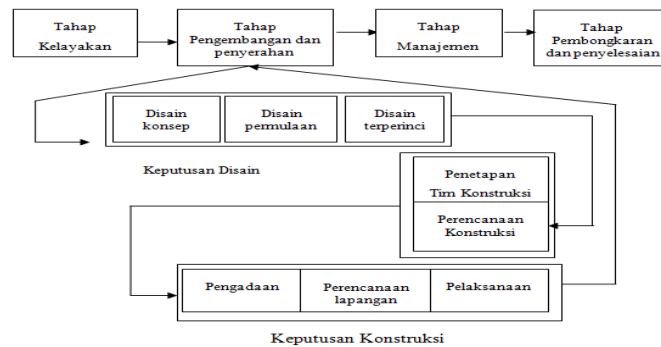 Tahap
Kelayakan
Tahap
Pengembangan dan
penyerahan
Tahap
Manajemen
Tahap
Pembongkaran
dan penyelesaian
Disain
konsep
Disain
permulaan
Disain
terperinci
Keputusan Disain
Penetapan
Tim Konstruksi
Perencanaan
Konstruksi
Pengadaan
Perencanaan
lapangan
Pelaksanaan
Keputusan Konstruksi